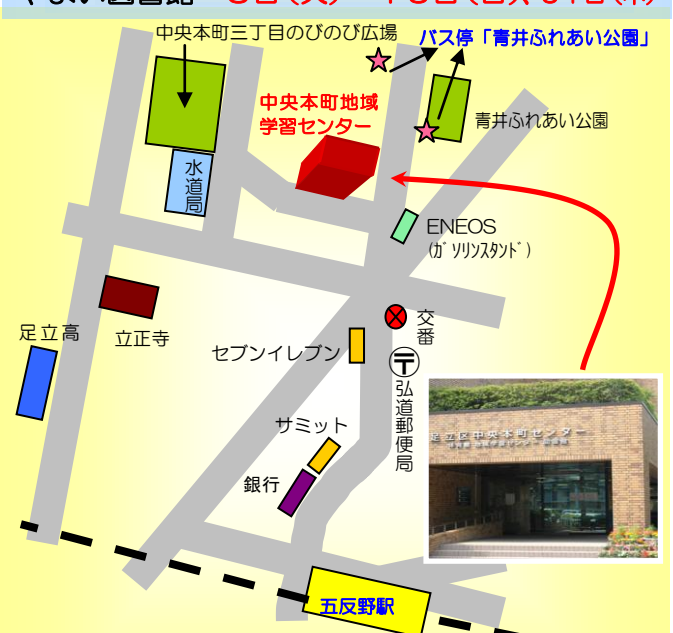 中央本町三丁目のびのび広場
バス停「青井ふれあい公園」
中央本町地域
学習センター
青井ふれあい公園
水道局
ENEOS
(ガソリンスタンド)
足立高
立正寺
交番
セブンイレブン
〒
弘道郵便局
サミット
銀行
足立区中央本町センター
五反野駅